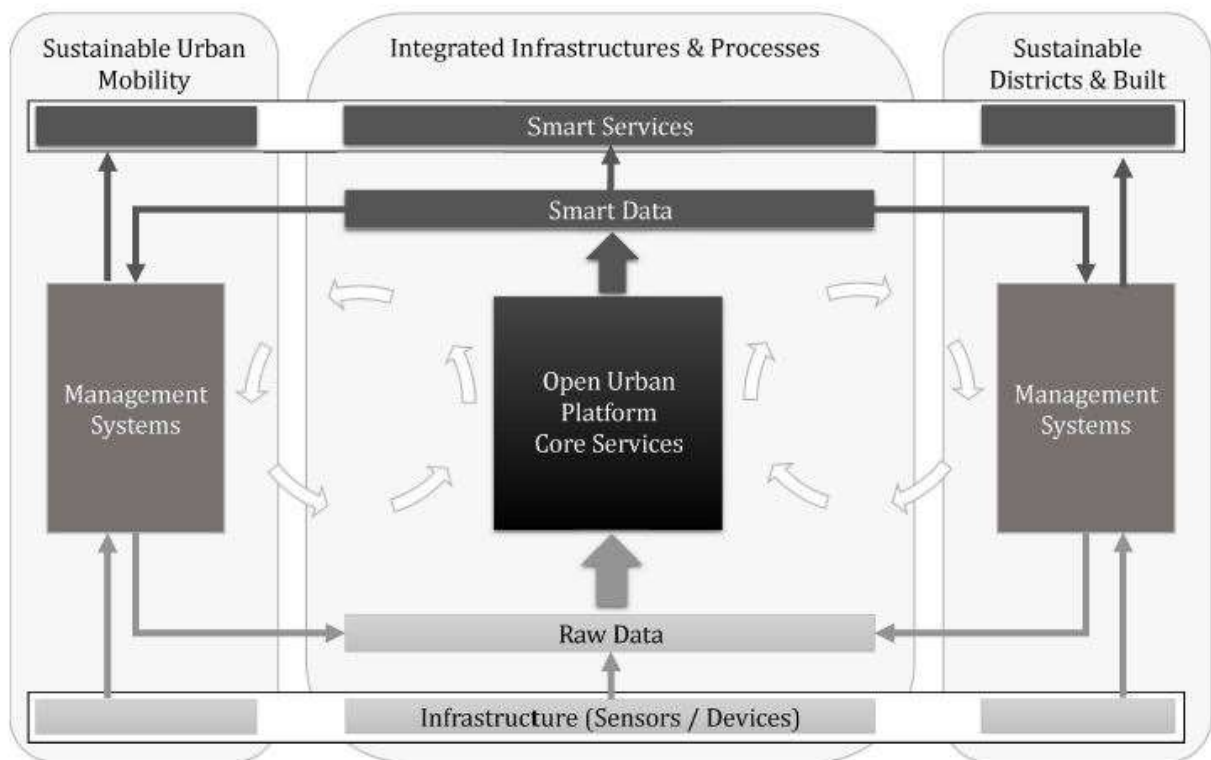 Sustainable Urban
Mobility
Integrated Infrastructures & Processes
Sustainable
Districts & Built
Smart Services
Smart Data
Management
Systems
Open Urban
Platform
Core Services
Management
Systems
Raw Data
Infrastructure (Sensors / Devices)